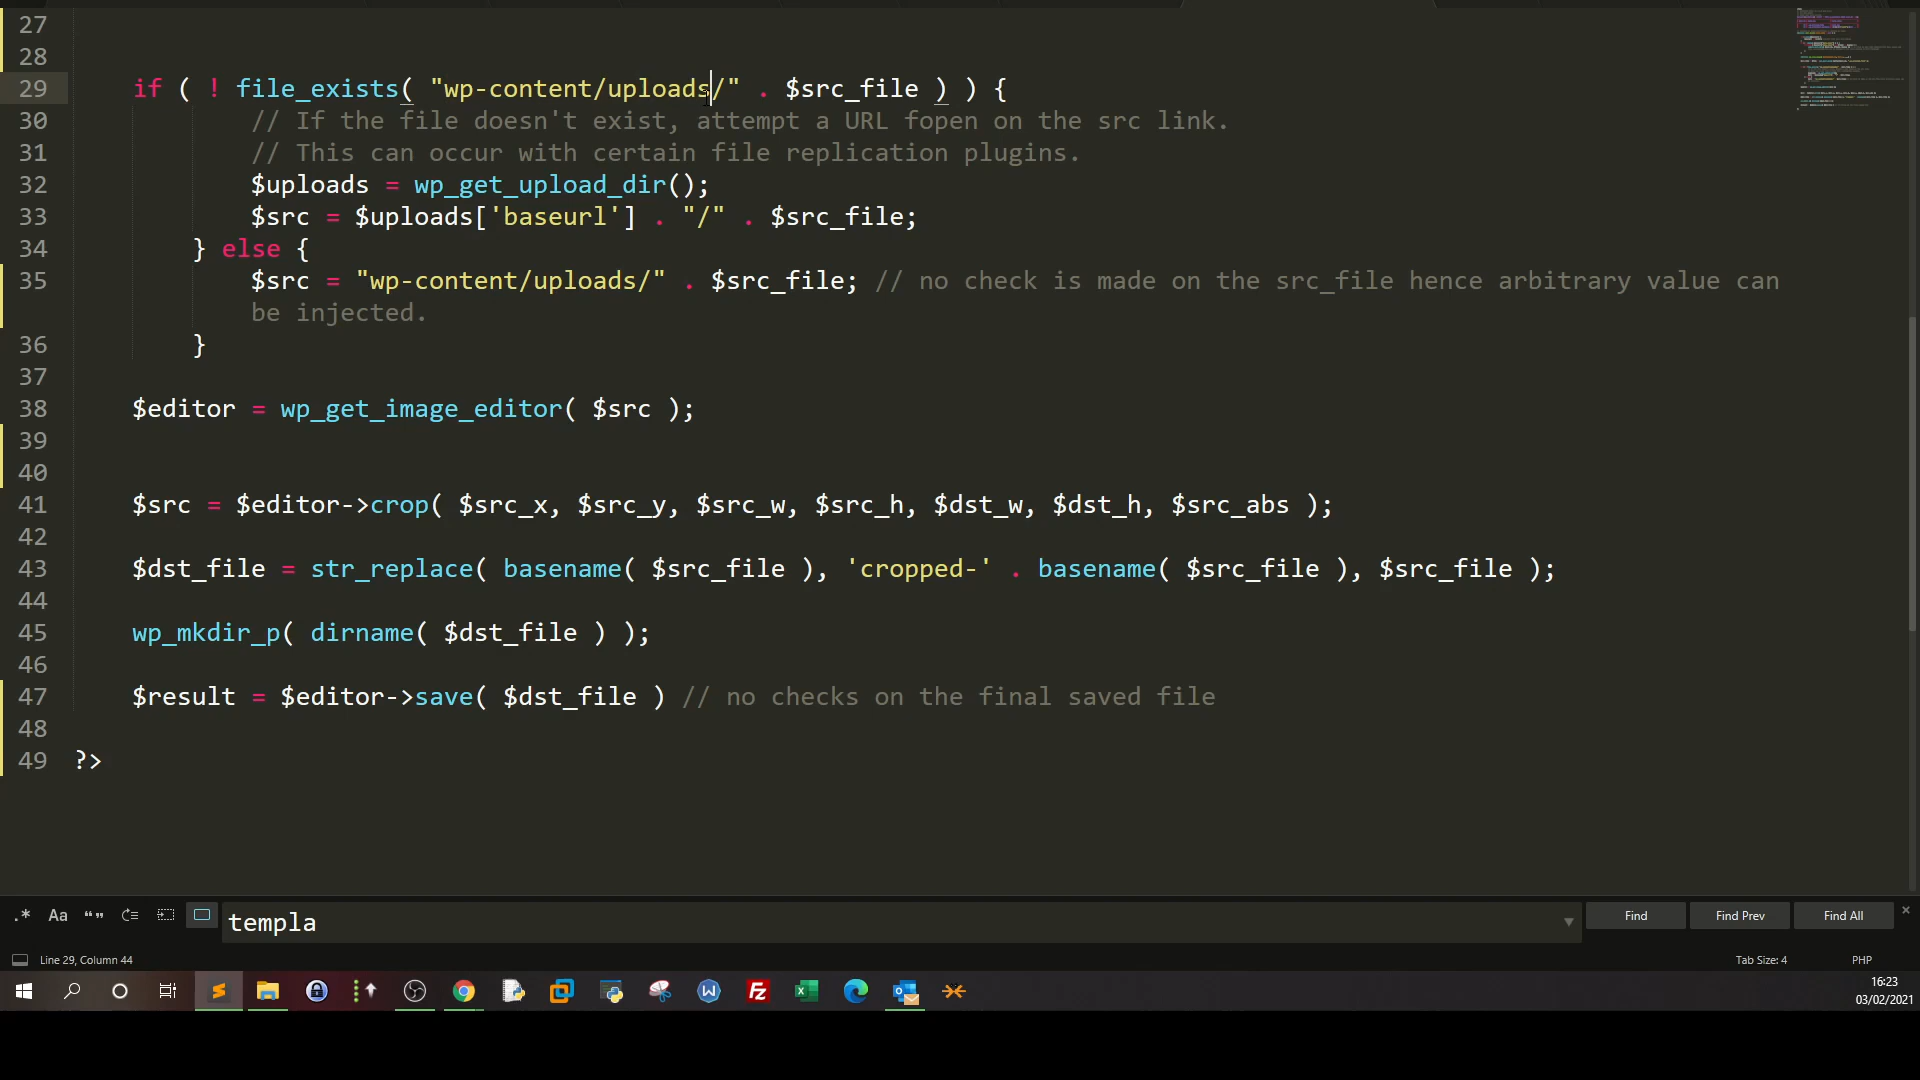 27
28
29 if ( ! file_exists( "wp-content/uploads/" . $src_file ) ) {
30 // If the file doesn't exist, attempt a URL fopen on the src link.
31 // This can occur with certain file replication plugins.
32 $uploads = wp_get_upload_dir();
33 $src = $uploads['baseurl'] . "/" . $src_file;
34 } else {
35 $src = "wp-content/uploads/" . $src_file; // no check is made on the src_file hence arbitrary value can
be injected.
36 }
37
38 $editor = wp_get_image_editor( $src );
39
40
41 $src = $editor->crop( $src_x, $src_y, $src_w, $src_h, $dst_w, $dst_h, $src_abs );
42
43 $dst_file = str_replace( basename( $src_file ), 'cropped-' . basename( $src_file ), $src_file );
44
45 wp_mkdir_p( dirname( $dst_file ) );
46
47 $result = $editor->save( $dst_file ) // no checks on the final saved file
48
49 ?>
.* Aa “” templa Find Find Prev Find All ×
Line 29, Column 44 Tab Size: 4 PHP
16:23
03/02/2021